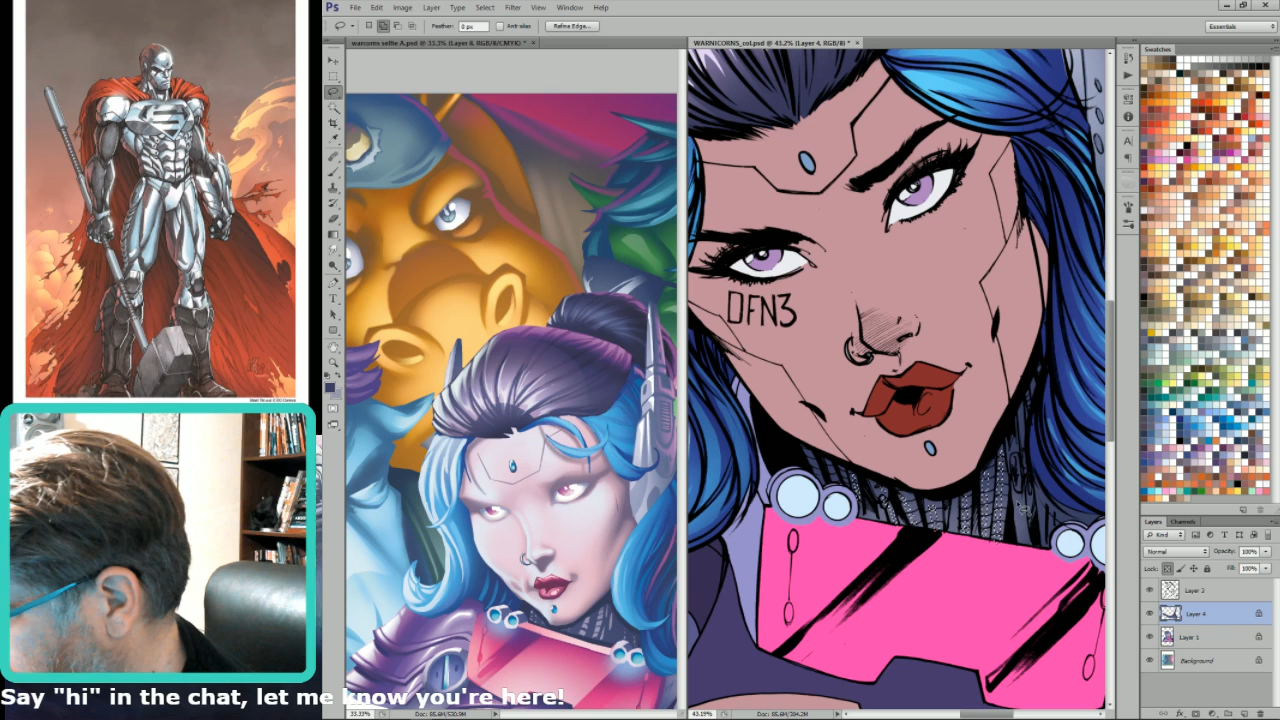 Ps File Edit Image Layer Type Select Filter View Window Help
Feather: 0 px Anti-alias Refine Edge... Essentials
warcorns selfie A.psd @ 33.3% (Layer 8, RGB/8/CMYK) * ×
WARNICORNS_col.psd @ 43.2% (Layer 4, RGB/8) * ×
Swatches
DFN3
Layers Channels
Kind
Normal Opacity: 100%
Lock: Fill: 100%
Layer 2
Layer 4
Layer 1
Background
33.33%
43.19%
Say "hi" in the chat, let me know you're here!